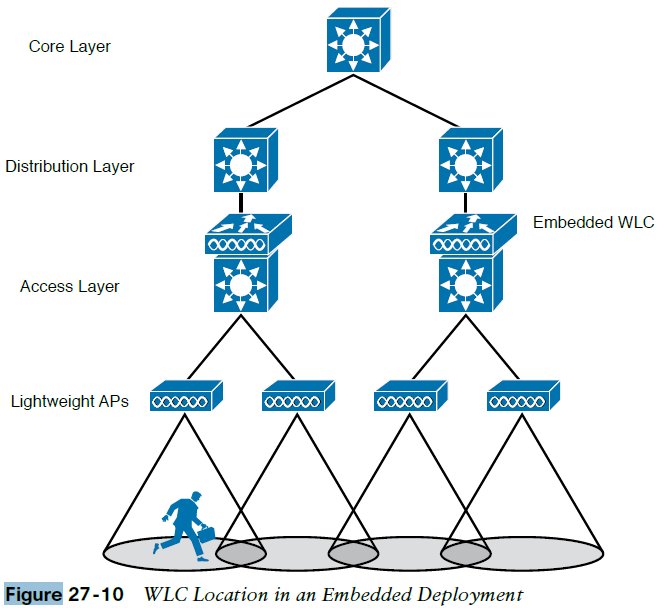 Core Layer
Distribution Layer
Embedded WLC
Access Layer
Lightweight APs
Figure 27-10 WLC Location in an Embedded Deployment